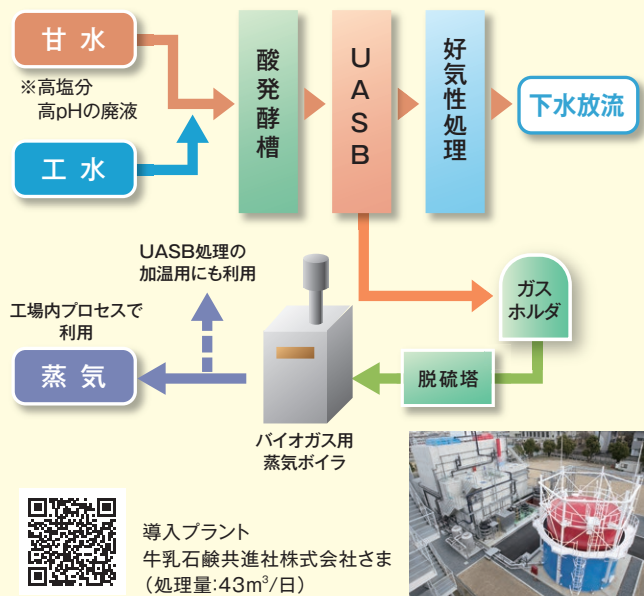 甘水
※高塩分
高pHの廃液
工水
酸発酵槽
UASB
好気性処理
下水放流
UASB処理の
加温用にも利用
工場内プロセスで
利用
蒸気
ガス
ホルダ
脱硫塔
バイオガス用
蒸気ボイラ
導入プラント
牛乳石鹸共進社株式会社さま
（処理量:43m³/日）